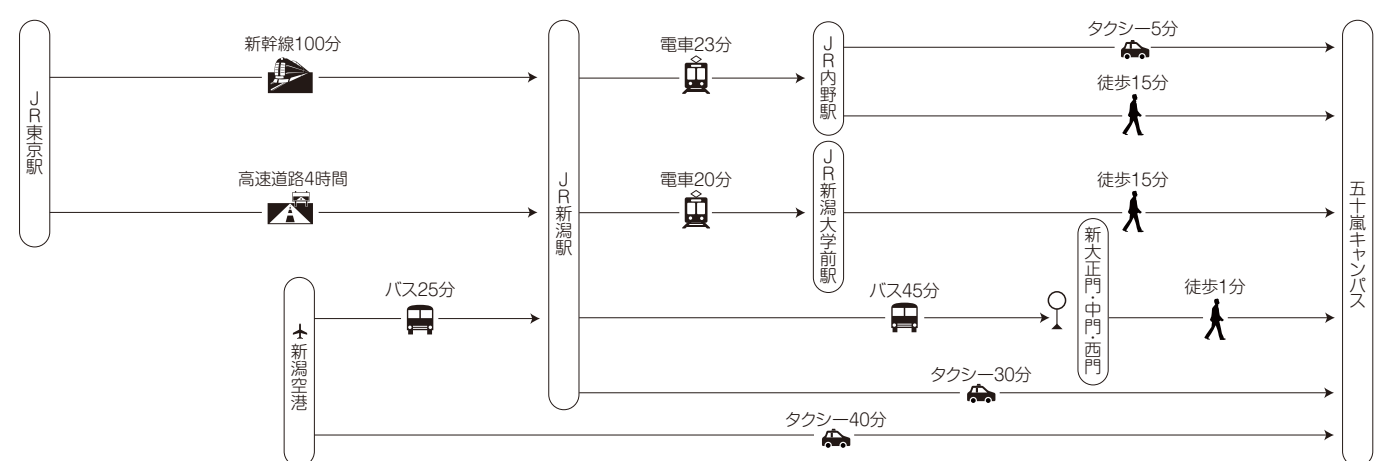 JR東京駅
新幹線100分
高速道路4時間
新潟空港
バス25分
JR新潟駅
電車23分
電車20分
JR内野駅
JR新潟大学前駅
タクシー5分
徒歩15分
徒歩15分
バス45分
新大正門・中門・西門
徒歩1分
タクシー30分
タクシー40分
五十嵐キャンパス